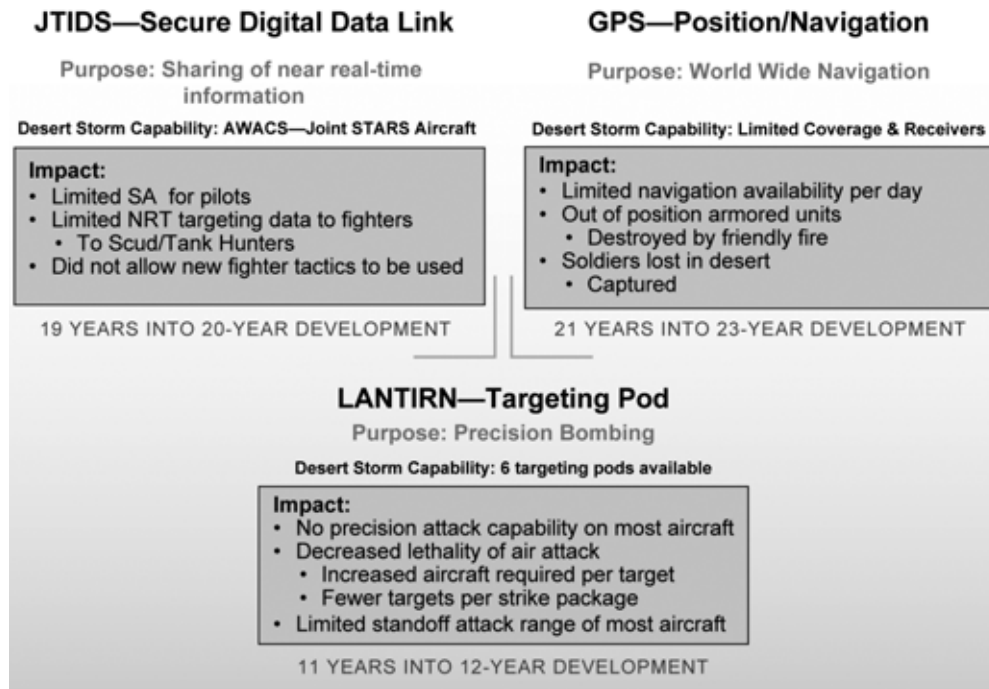 JTIDS—Secure Digital Data Link
Purpose: Sharing of near real-time
information
Desert Storm Capability: AWACS—Joint STARS Aircraft
Impact:
• Limited SA for pilots
• Limited NRT targeting data to fighters
• To Scud/Tank Hunters
• Did not allow new fighter tactics to be used
19 YEARS INTO 20-YEAR DEVELOPMENT
GPS—Position/Navigation
Purpose: World Wide Navigation
Desert Storm Capability: Limited Coverage & Receivers
Impact:
• Limited navigation availability per day
• Out of position armored units
• Destroyed by friendly fire
• Soldiers lost in desert
• Captured
21 YEARS INTO 23-YEAR DEVELOPMENT
LANTIRN—Targeting Pod
Purpose: Precision Bombing
Desert Storm Capability: 6 targeting pods available
Impact:
• No precision attack capability on most aircraft
• Decreased lethality of air attack
• Increased aircraft required per target
• Fewer targets per strike package
• Limited standoff attack range of most aircraft
11 YEARS INTO 12-YEAR DEVELOPMENT